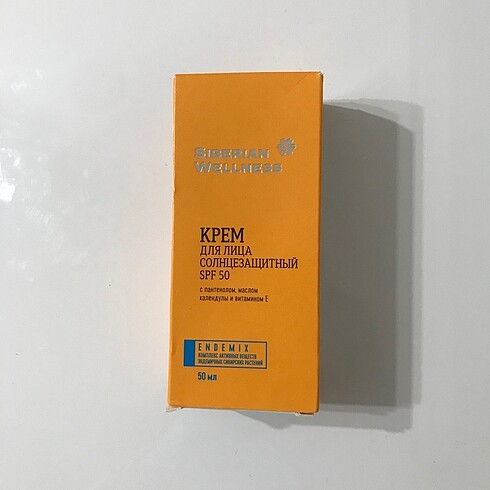 SIBERIAN
WELLNESS
КРЕМ
ДЛЯ ЛИЦА
СОЛНЦЕЗАЩИТНЫЙ
SPF 50
с пантенолом, маслом
календулы и витамином Е
ENDEMIX
КОМПЛЕКС АКТИВНЫХ ВЕЩЕСТВ
ЭНДЕМИЧНЫХ СИБИРСКИХ РАСТЕНИЙ
50 мл